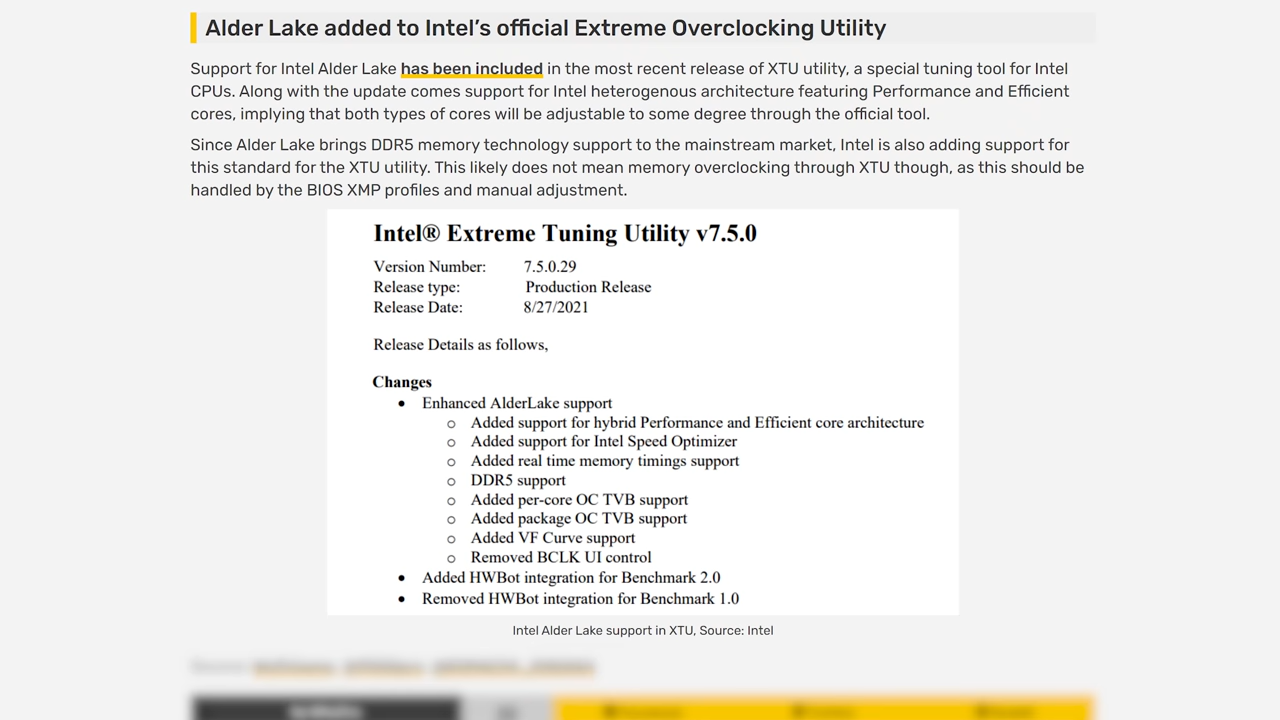 Alder Lake added to Intel’s official Extreme Overclocking Utility
Support for Intel Alder Lake has been included in the most recent release of XTU utility, a special tuning tool for Intel
CPUs. Along with the update comes support for Intel heterogenous architecture featuring Performance and Efficient
cores, implying that both types of cores will be adjustable to some degree through the official tool.
Since Alder Lake brings DDR5 memory technology support to the mainstream market, Intel is also adding support for
this standard for the XTU utility. This likely does not mean memory overclocking through XTU though, as this should be
handled by the BIOS XMP profiles and manual adjustment.
Intel® Extreme Tuning Utility v7.5.0
Version Number: 7.5.0.29
Release type: Production Release
Release Date: 8/27/2021
Release Details as follows,
Changes
• Enhanced AlderLake support
o Added support for hybrid Performance and Efficient core architecture
o Added support for Intel Speed Optimizer
o Added real time memory timings support
o DDR5 support
o Added per-core OC TVB support
o Added package OC TVB support
o Added VF Curve support
o Removed BCLK UI control
• Added HWBot integration for Benchmark 2.0
• Removed HWBot integration for Benchmark 1.0
Intel Alder Lake support in XTU, Source: Intel